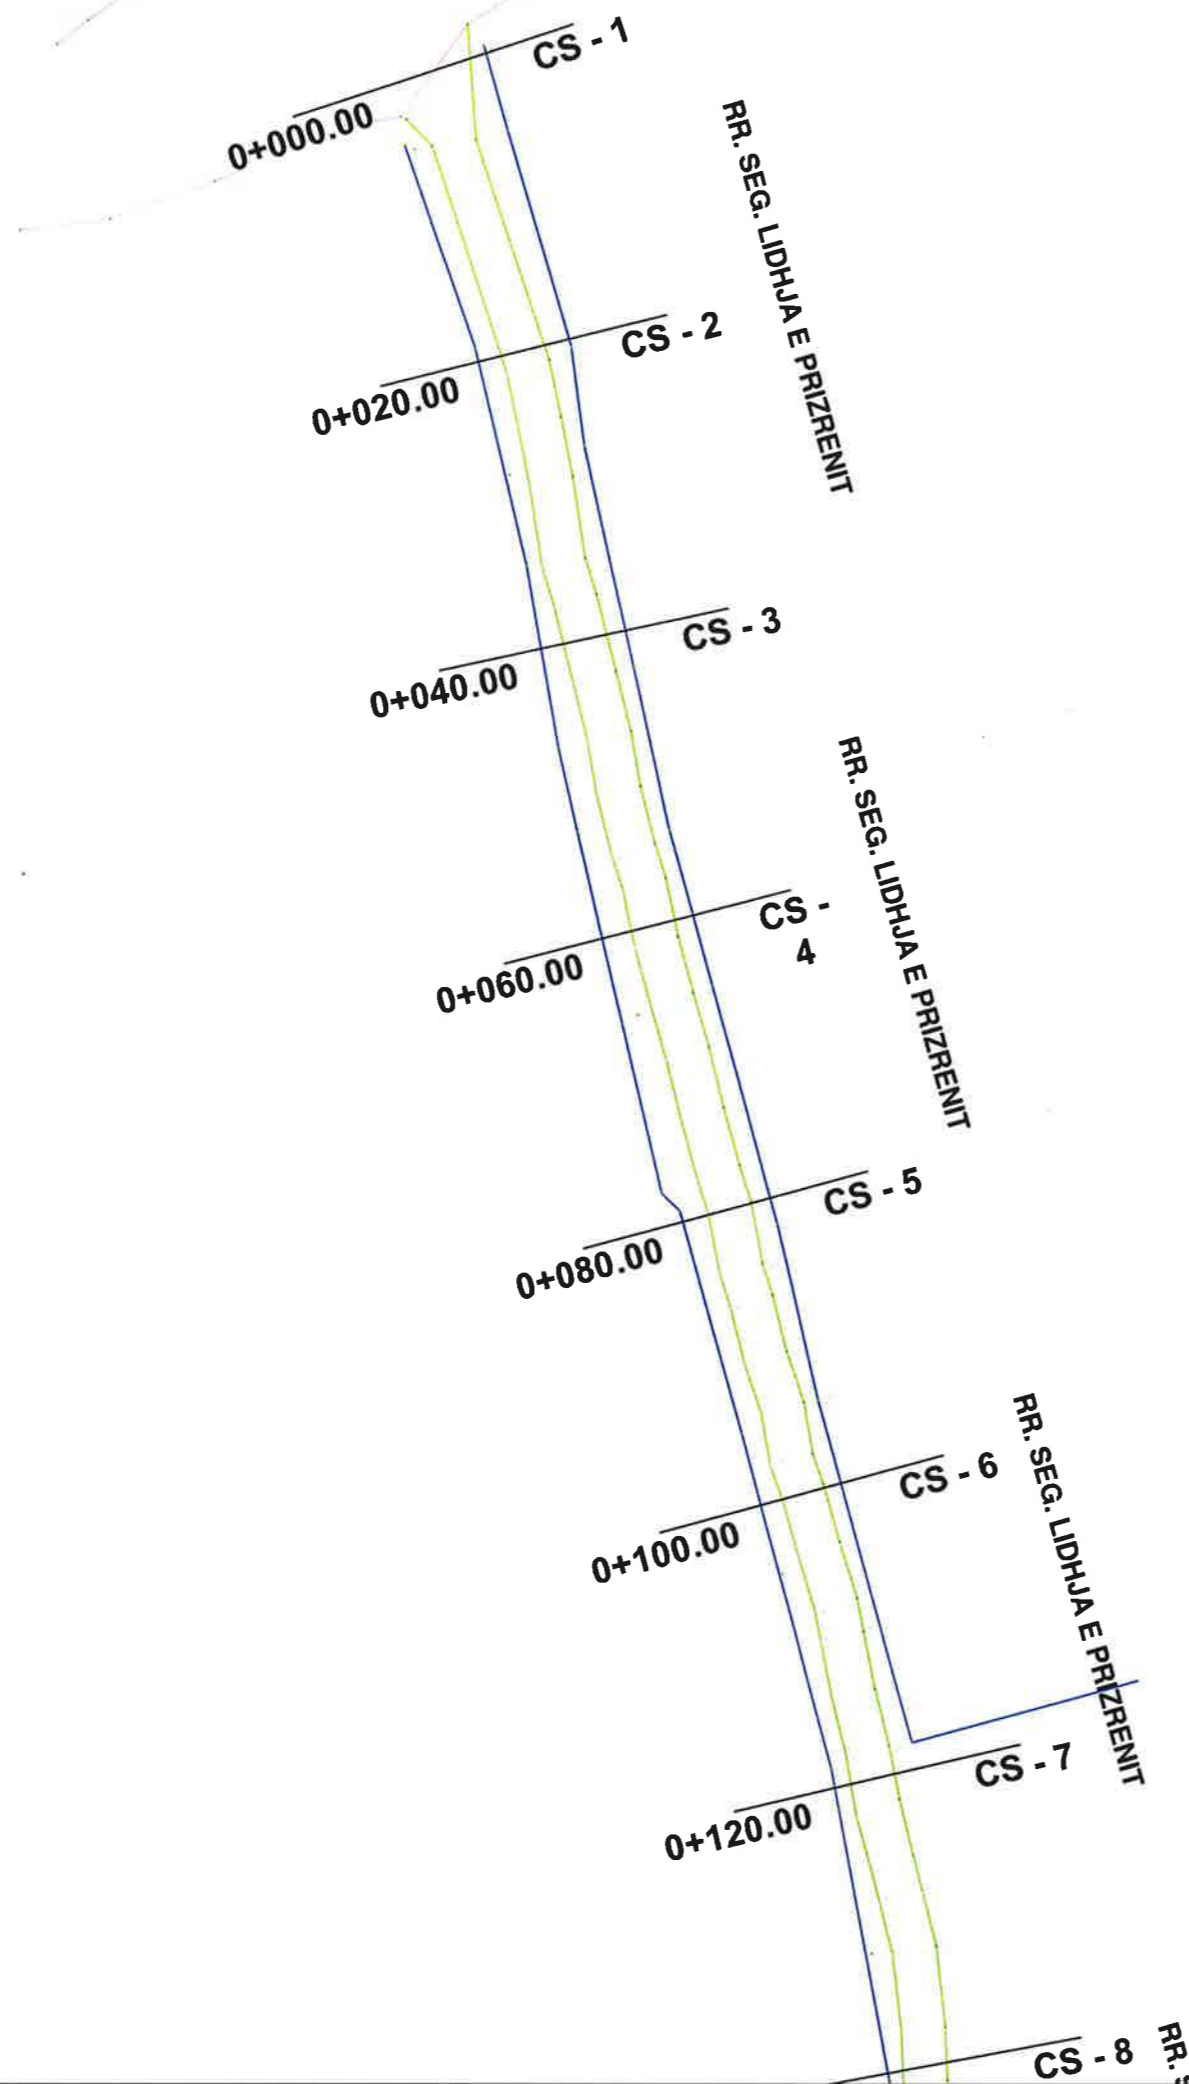 CS - 1
0+000.00
RR. SEG. LIDHJA E PRIZRENIT
CS - 2
0+020.00
CS - 3
0+040.00
RR. SEG. LIDHJA E PRIZRENIT
CS -
4
0+060.00
CS - 5
0+080.00
RR. SEG. LIDHJA E PRIZRENIT
CS - 6
0+100.00
CS - 7
0+120.00
CS - 8
RR.